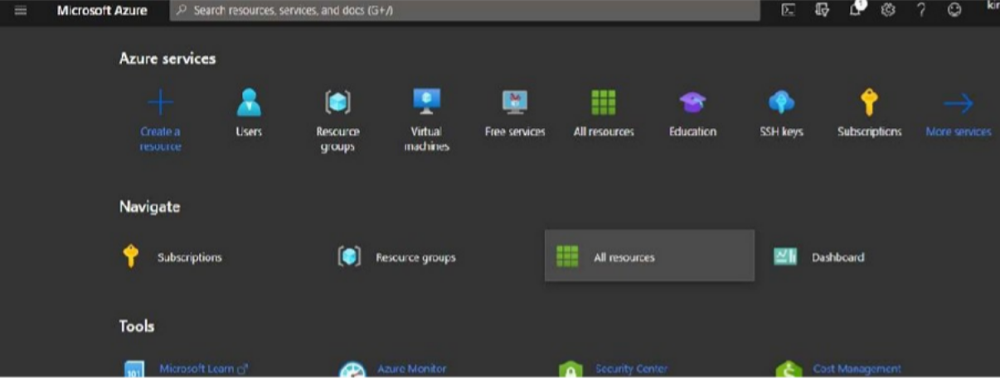 Microsoft Azure
Search resources, services, and docs (G+/)
Azure services
Create a
resource
Users
Resource
groups
Virtual
machines
Free services
All resources
Education
SSH keys
Subscriptions
More services
Navigate
Subscriptions
Resource groups
All resources
Dashboard
Tools
101
Microsoft Learn
Azure Monitor
Security Center
Cost Management